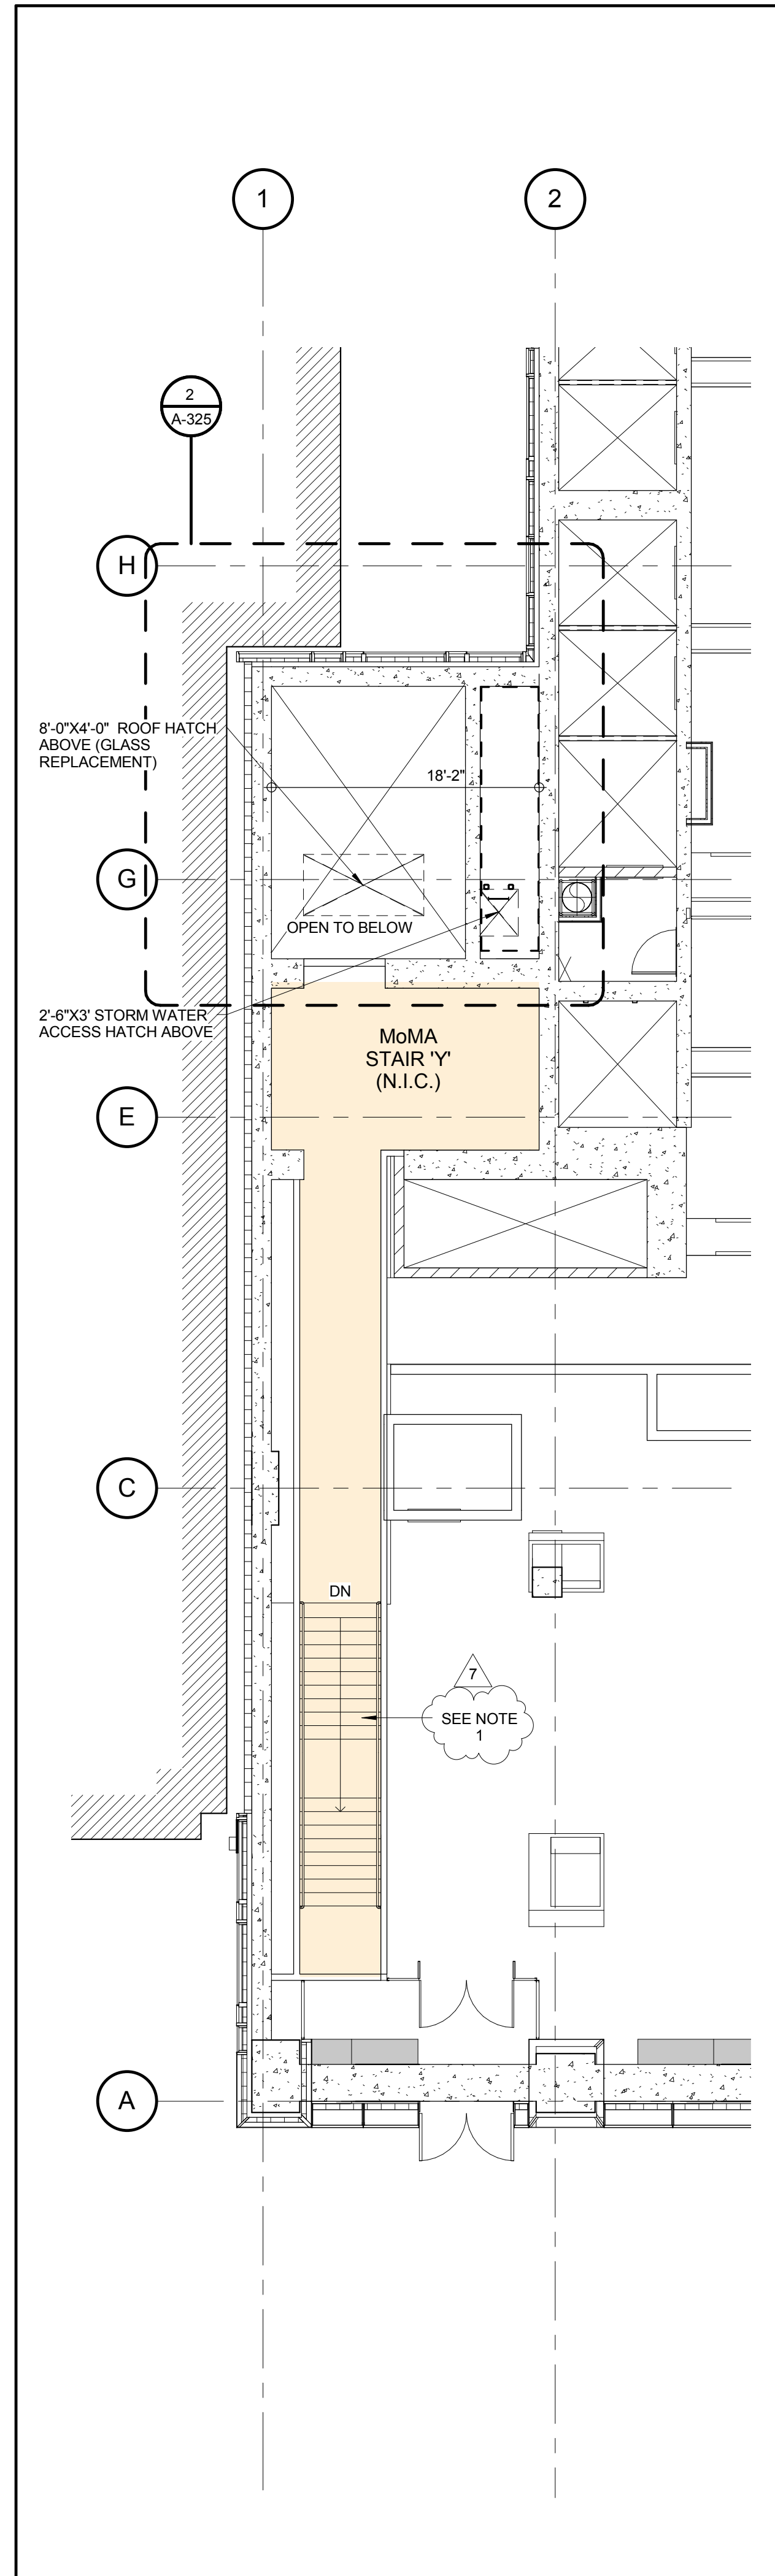 1
2
2
A-325
H
8'-0"X4'-0" ROOF HATCH
ABOVE (GLASS
REPLACEMENT)
18'-2"
G
OPEN TO BELOW
2'-6"X3' STORM WATER
ACCESS HATCH ABOVE
MoMA
STAIR 'Y'
(N.I.C.)
E
C
DN
7
SEE NOTE
1
A